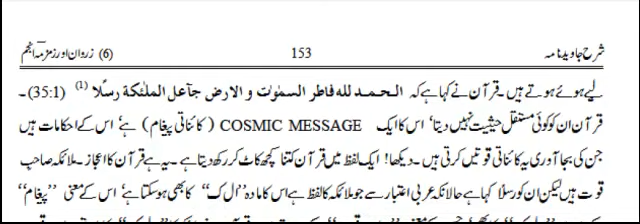 شرح جاوید نامہ 153 (6) زروان اور زمزمۂ انجم
لیے ہوئے ہوتے ہیں۔ قرآن نے کہا ہے کہ الحمد لله فاطر السمٰوٰت و الارض جاعل الملٰئکة رسلًا (1) (35:1)۔
قرآن ان کو کوئی مستقل حیثیت نہیں دیتا‘ اس کا ایک COSMIC MESSAGE (کائناتی پیغام) ہے‘ اس کے احکامات ہیں
جن کی بجا آوری یہ کائناتی قوتیں کرتی ہیں۔ دیکھا! ایک لفظ میں قرآن کتنا کچھ کاٹ کر رکھ دیتا ہے۔ یہ ہے قرآن کا اعجاز۔ ملائکہ صاحبِ
قوت ہیں لیکن ان کو رسلًا کہا ہے حالانکہ عربی اعتبار سے جو ملائکہ کا لفظ ہے اس کا مادہ ”ال ک“ کا بھی ہو سکتا ہے‘ اس کے معنی ”پیغام“